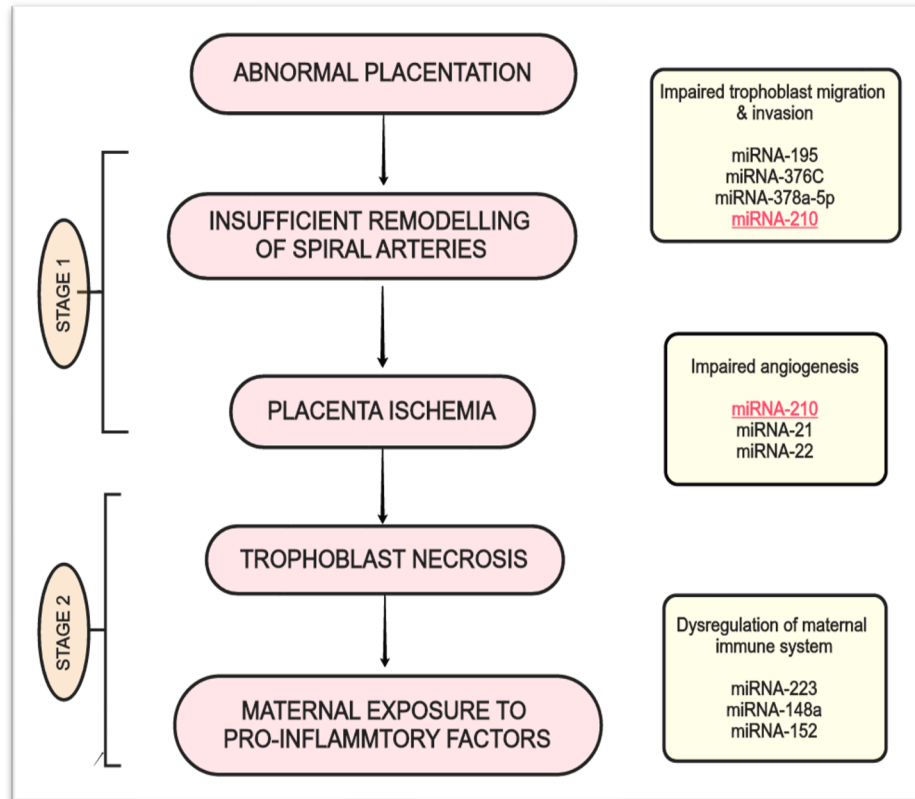 ABNORMAL PLACENTATION
INSUFFICIENT REMODELLING
OF SPIRAL ARTERIES
PLACENTA ISCHEMIA
TROPHOBLAST NECROSIS
MATERNAL EXPOSURE TO
PRO-INFLAMMTORY FACTORS
STAGE 1
STAGE 2
Impaired trophoblast migration
& invasion
miRNA-195
miRNA-376C
miRNA-378a-5p
miRNA-210
Impaired angiogenesis
miRNA-210
miRNA-21
miRNA-22
Dysregulation of maternal
immune system
miRNA-223
miRNA-148a
miRNA-152